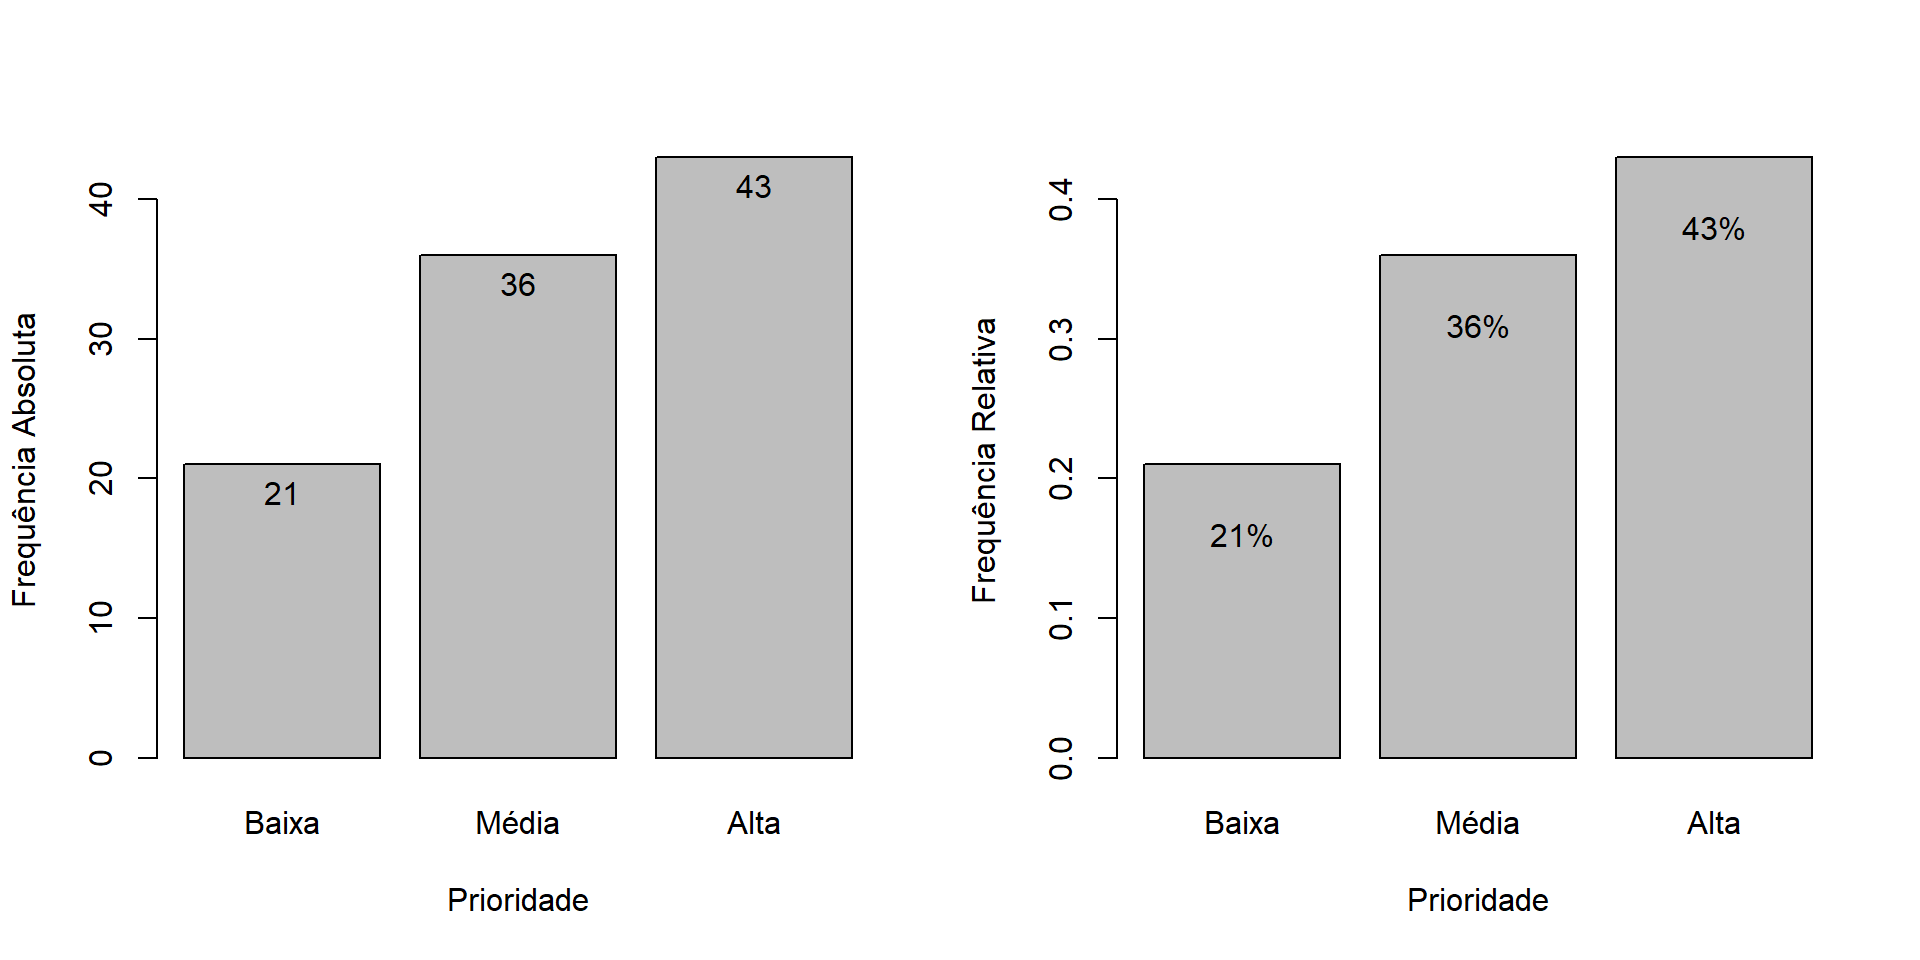 Frequência Absoluta
40
30
20
10
0
21
36
43
Baixa
Média
Alta
Prioridade
Frequência Relativa
0.4
0.3
0.2
0.1
0.0
21%
36%
43%
Baixa
Média
Alta
Prioridade